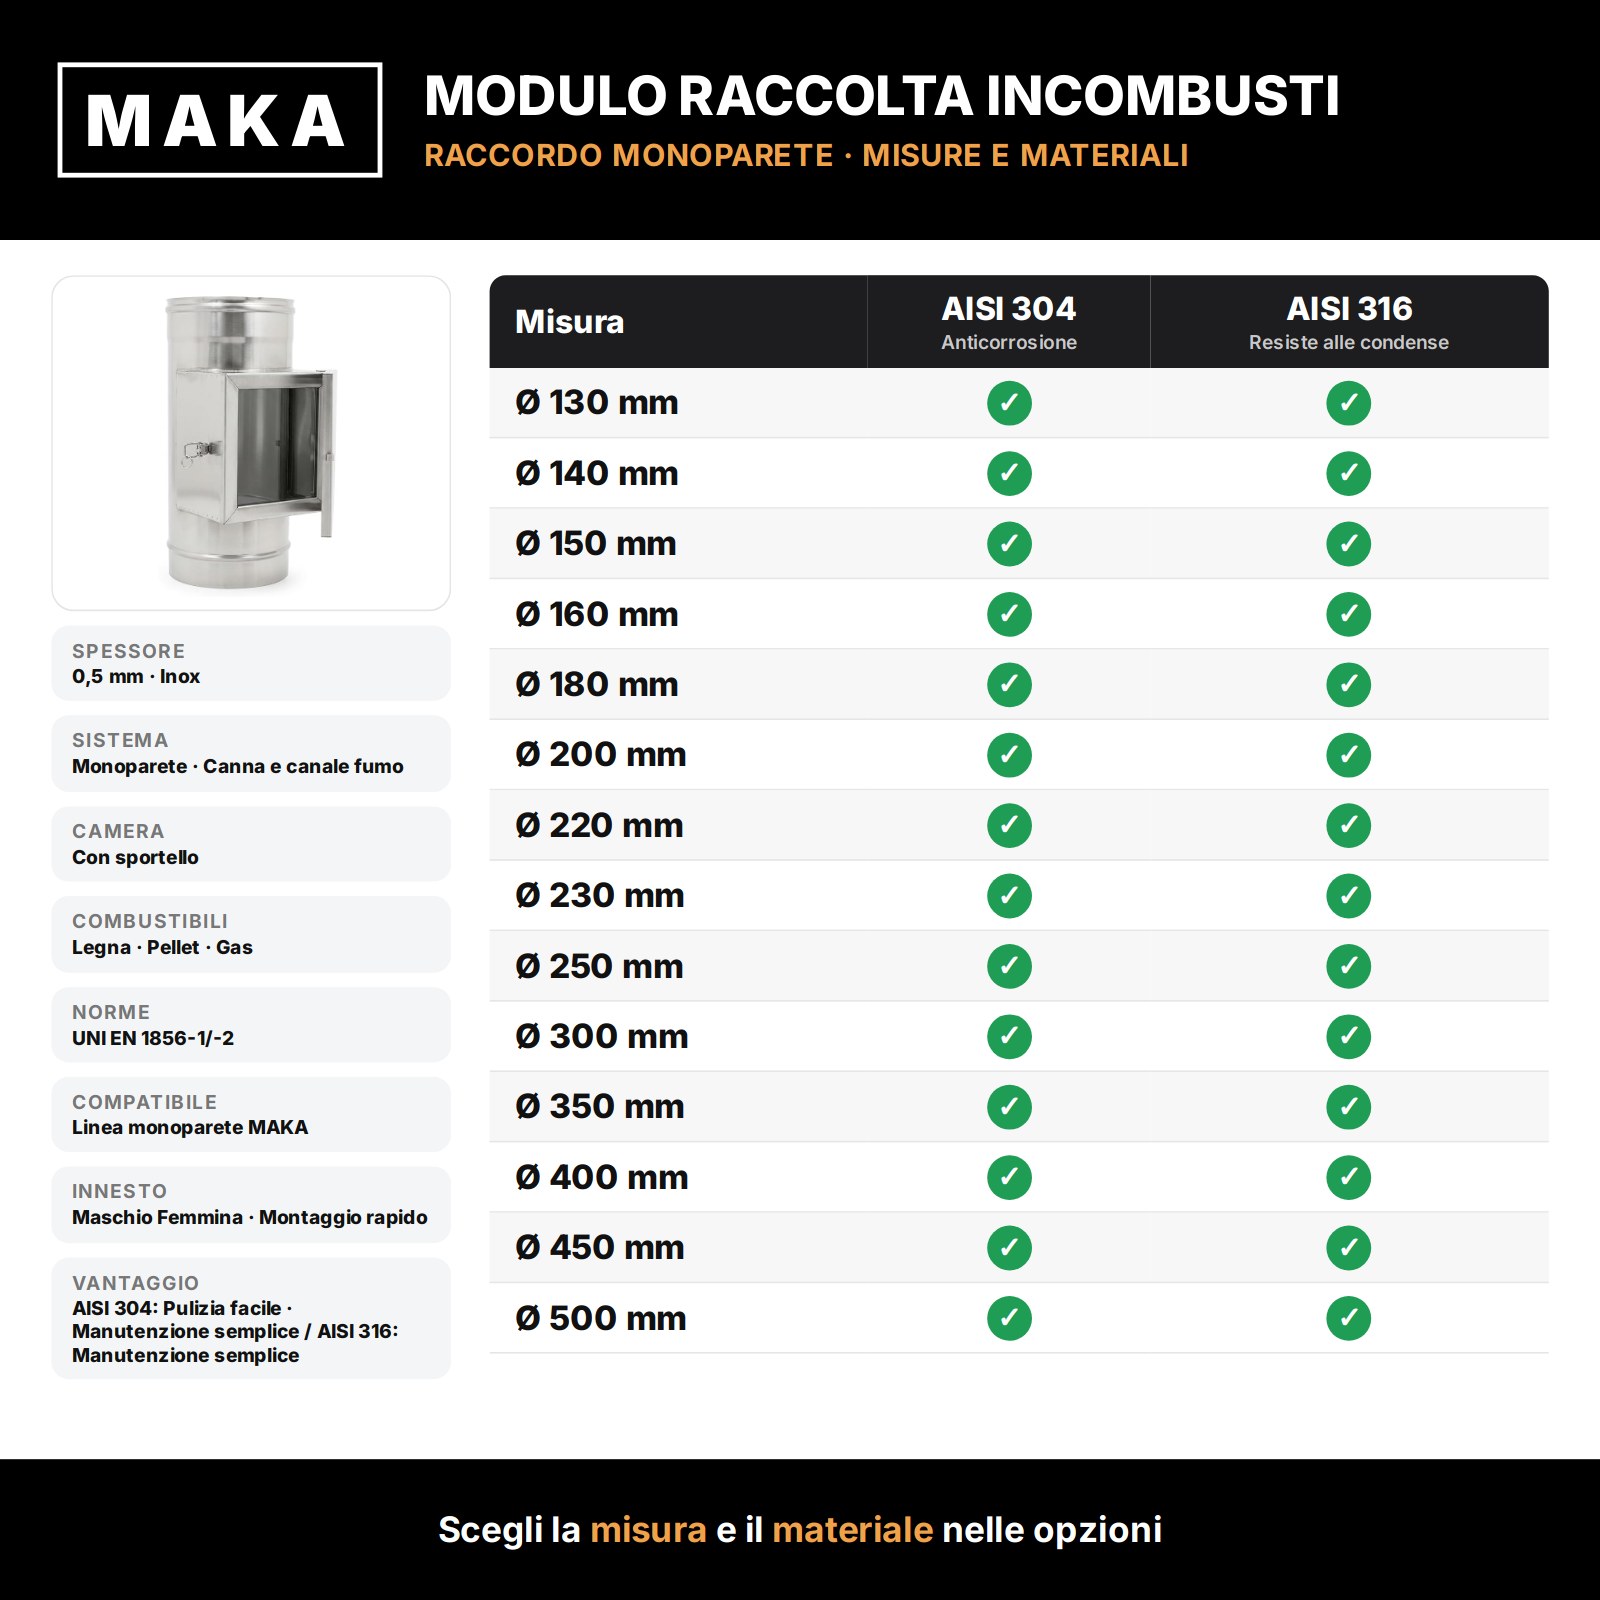 MAKA
MODULO RACCOLTA INCOMBUSTI
RACCORDO MONOPARETE · MISURE E MATERIALI
SPESSORE
0,5 mm · Inox
SISTEMA
Monoparete · Canna e canale fumo
CAMERA
Con sportello
COMBUSTIBILI
Legna · Pellet · Gas
NORME
UNI EN 1856-1/-2
COMPATIBILE
Linea monoparete MAKA
INNESTO
Maschio Femmina · Montaggio rapido
VANTAGGIO
AISI 304: Pulizia facile ·
Manutenzione semplice / AISI 316:
Manutenzione semplice
Misura AISI 304 AISI 316
Anticorrosione Resiste alle condense
Ø 130 mm ✓ ✓
Ø 140 mm ✓ ✓
Ø 150 mm ✓ ✓
Ø 160 mm ✓ ✓
Ø 180 mm ✓ ✓
Ø 200 mm ✓ ✓
Ø 220 mm ✓ ✓
Ø 230 mm ✓ ✓
Ø 250 mm ✓ ✓
Ø 300 mm ✓ ✓
Ø 350 mm ✓ ✓
Ø 400 mm ✓ ✓
Ø 450 mm ✓ ✓
Ø 500 mm ✓ ✓
Scegli la misura e il materiale nelle opzioni